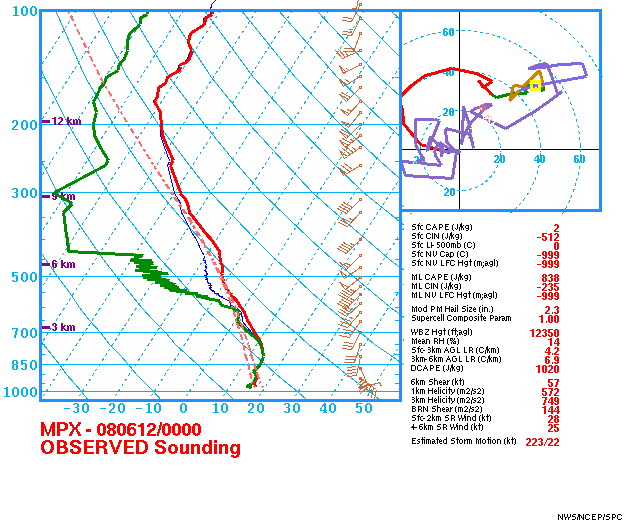 100
200
300
500
700
850
1000
12 km
9 km
6 km
3 km
-30 -20 -10 0 10 20 30 40 50
60
40
20
20
20 20 40 60
MPX - 080612/0000
OBSERVED Sounding
Sfc CAPE (J/kg) 2
Sfc CIN (J/kg) -512
Sfc LI-500mb (C) 0
Sfc NV Cap (C) -999
Sfc NV LFC Hgt (m;agl) -999
ML CAPE (J/kg) 838
ML CIN (J/kg) -235
ML NV LFC Hgt (m;agl) -999
Mod PM Hail Size (in.) 2.3
Supercell Composite Param 1.00
WBZ Hgt (ft;agl) 12350
Mean RH (%) 14
Sfc-3km AGL LR (C/km) 4.2
3km-6km AGL LR (C/km) 6.9
DCAPE (J/kg) 1020
6km Shear (kt) 57
1km Helicity (m2/s2) 572
3km Helicity (m2/s2) 749
BRN Shear (m2/s2) 144
Sfc-2km SR Wind (kt) 28
4-6km SR Wind (kt) 25
Estimated Storm Motion (kt) 223/22
NWS/NCEP/SPC